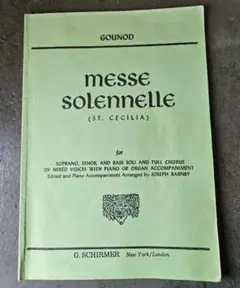 GOUNOD
MESSE
SOLENNELLE
(ST. CECILIA)
for
SOPRANO, TENOR, AND BASS SOLI AND FULL CHORUS
OF MIXED VOICES WITH PIANO OR ORGAN ACCOMPANIMENT
Edited and Piano Accompaniment Arranged by JOSEPH BARNBY
G. SCHIRMER New York/London